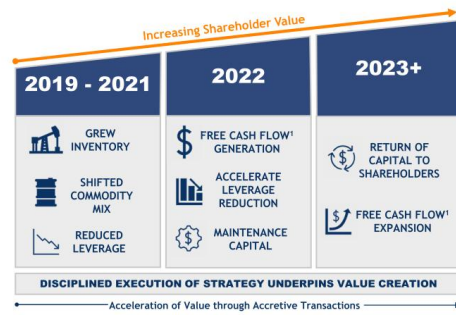 Increasing Shareholder Value
2019 - 2021
GREW
INVENTORY
SHIFTED
COMMODITY
MIX
REDUCED
LEVERAGE
2022
$
FREE CASH FLOW¹
GENERATION
ACCELERATE
LEVERAGE
REDUCTION
$
MAINTENANCE
CAPITAL
2023+
$
RETURN OF
CAPITAL TO
SHAREHOLDERS
$
FREE CASH FLOW¹
EXPANSION
DISCIPLINED EXECUTION OF STRATEGY UNDERPINS VALUE CREATION
Acceleration of Value through Accretive Transactions